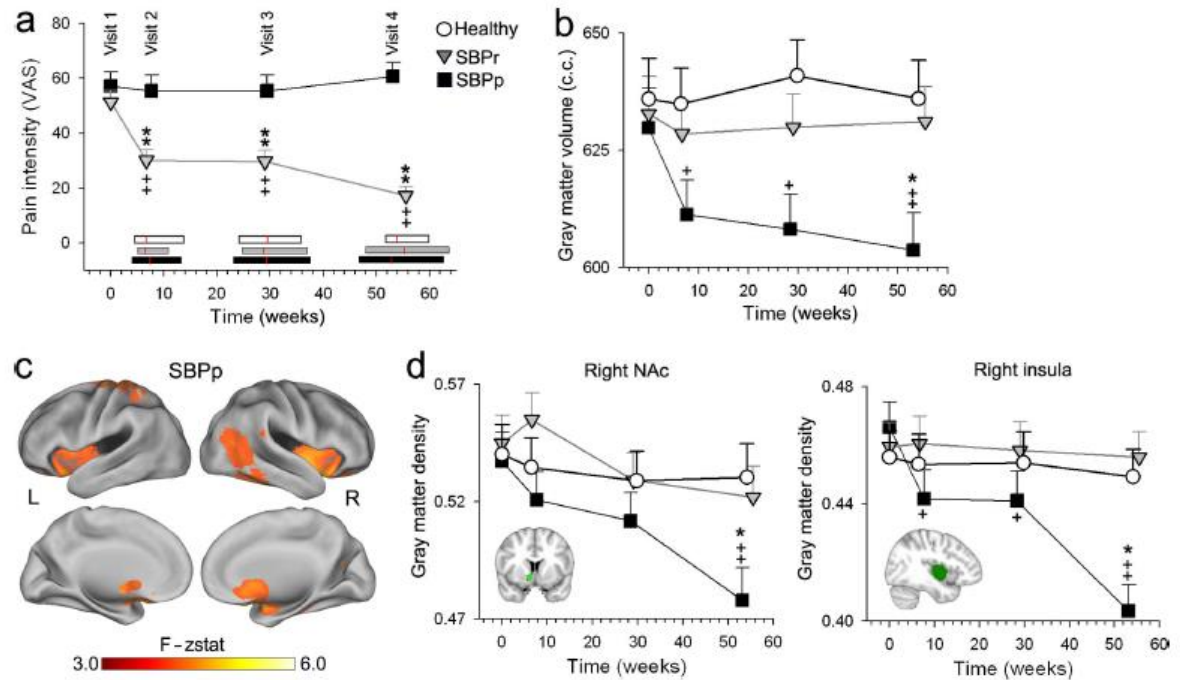 a
80
60
40
20
0
Pain intensity (VAS)
Visit 1
Visit 2
Visit 3
Visit 4
**
++
**
++
**
++
0 10 20 30 40 50 60
Time (weeks)
Healthy
SBPr
SBPp
b
650
625
600
Gray matter volume (c.c.)
+
+
*
++
0 10 20 30 40 50 60
Time (weeks)
c
SBPp
L
R
F-zstat
3.0
6.0
d
Right NAc
0.57
0.52
0.47
Gray matter density
*
++
0 10 20 30 40 50 60
Time (weeks)
Right insula
0.48
0.44
0.40
Gray matter density
+
+
*
++
0 10 20 30 40 50 60
Time (weeks)